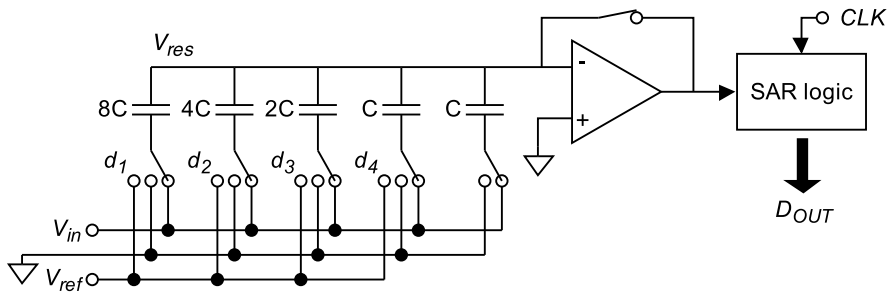 CLK
V_res
-
SAR logic
8C 4C 2C C C
+
d_1 d_2 d_3 d_4
D_OUT
V_in
V_ref